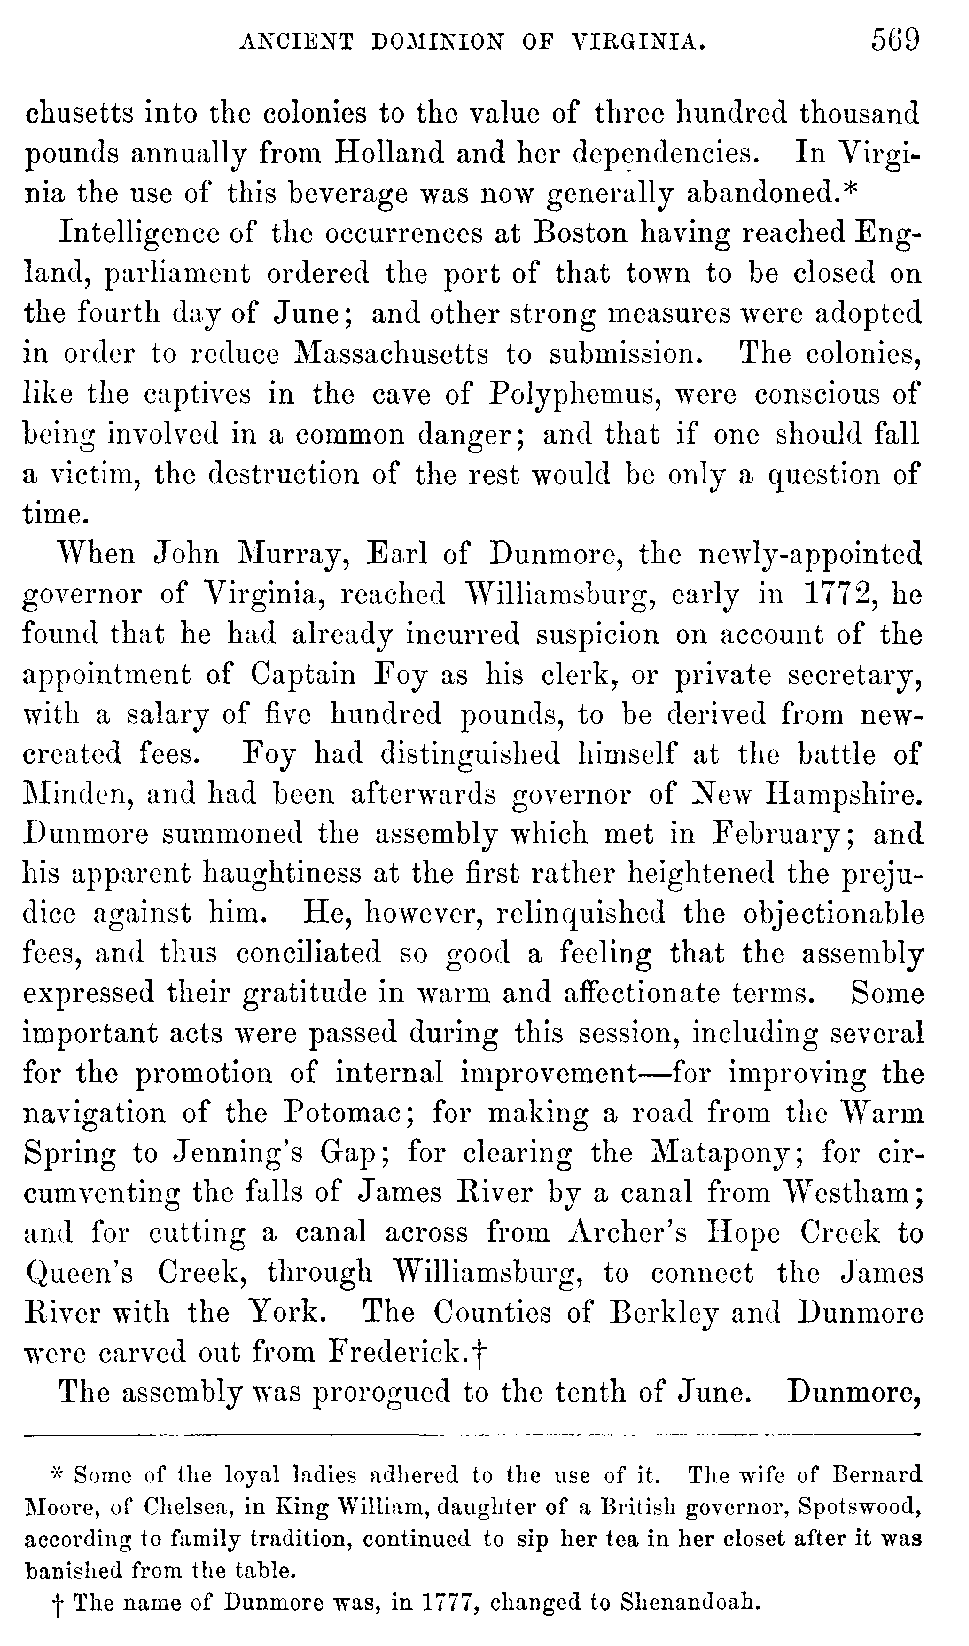 ANCIENT DOMINION OF VIRGINIA. 569
chusetts into the colonies to the value of three hundred thousand
pounds annually from Holland and her dependencies. In Virgi-
nia the use of this beverage was now generally abandoned.*
Intelligence of the occurrences at Boston having reached Eng-
land, parliament ordered the port of that town to be closed on
the fourth day of June; and other strong measures were adopted
in order to reduce Massachusetts to submission. The colonies,
like the captives in the cave of Polyphemus, were conscious of
being involved in a common danger; and that if one should fall
a victim, the destruction of the rest would be only a question of
time.
When John Murray, Earl of Dunmore, the newly-appointed
governor of Virginia, reached Williamsburg, early in 1772, he
found that he had already incurred suspicion on account of the
appointment of Captain Foy as his clerk, or private secretary,
with a salary of five hundred pounds, to be derived from new-
created fees. Foy had distinguished himself at the battle of
Minden, and had been afterwards governor of New Hampshire.
Dunmore summoned the assembly which met in February; and
his apparent haughtiness at the first rather heightened the preju-
dice against him. He, however, relinquished the objectionable
fees, and thus conciliated so good a feeling that the assembly
expressed their gratitude in warm and affectionate terms. Some
important acts were passed during this session, including several
for the promotion of internal improvement—for improving the
navigation of the Potomac; for making a road from the Warm
Spring to Jenning's Gap; for clearing the Matapony; for cir-
cumventing the falls of James River by a canal from Westham;
and for cutting a canal across from Archer's Hope Creek to
Queen's Creek, through Williamsburg, to connect the James
River with the York. The Counties of Berkley and Dunmore
were carved out from Frederick.†
The assembly was prorogued to the tenth of June. Dunmore,
* Some of the loyal ladies adhered to the use of it. The wife of Bernard
Moore, of Chelsea, in King William, daughter of a British governor, Spotswood,
according to family tradition, continued to sip her tea in her closet after it was
banished from the table.
† The name of Dunmore was, in 1777, changed to Shenandoah.